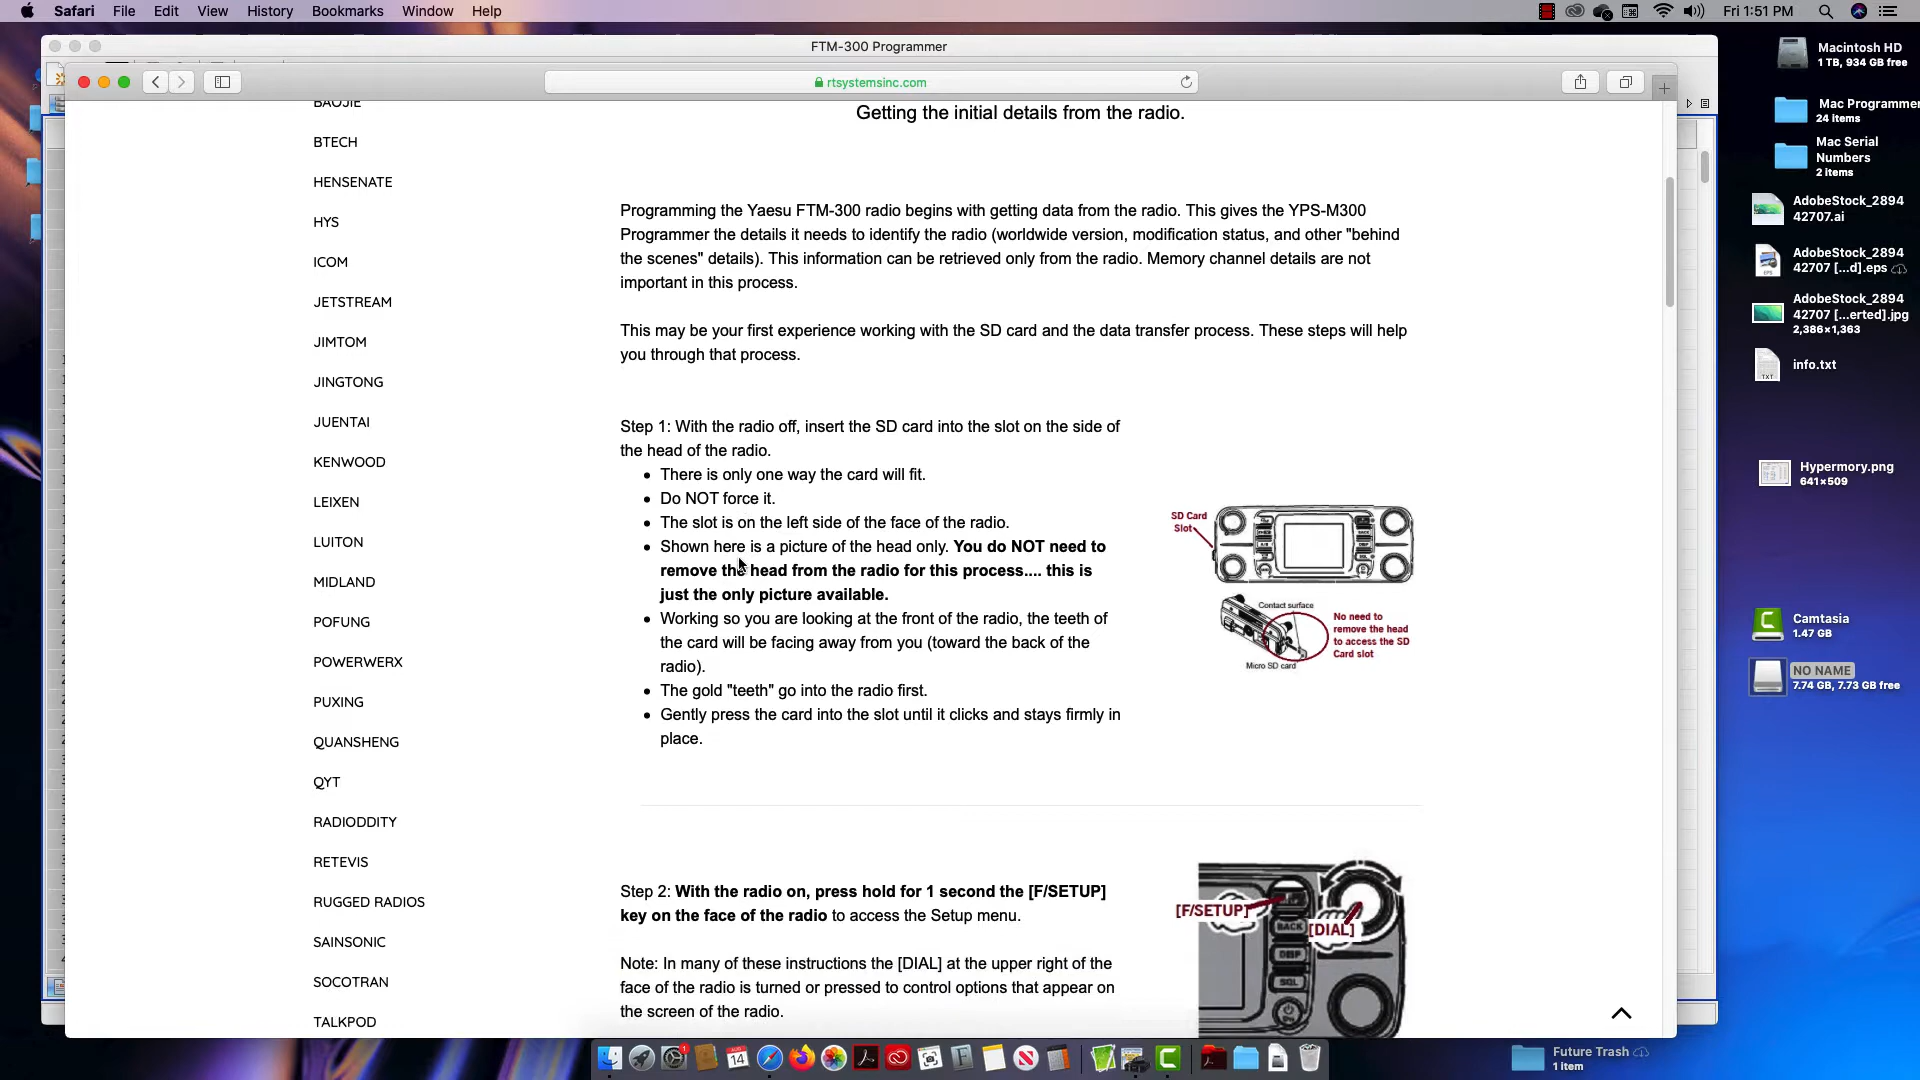 Safari File Edit View History Bookmarks Window Help
Fri 1:51 PM
FTM-300 Programmer
rtsystemsinc.com
BAOJIE
BTECH
HENSENATE
HYS
ICOM
JETSTREAM
JIMTOM
JINGTONG
JUENTAI
KENWOOD
LEIXEN
LUITON
MIDLAND
POFUNG
POWERWERX
PUXING
QUANSHENG
QYT
RADIODDITY
RETEVIS
RUGGED RADIOS
SAINSONIC
SOCOTRAN
TALKPOD
Getting the initial details from the radio.
Programming the Yaesu FTM-300 radio begins with getting data from the radio. This gives the YPS-M300
Programmer the details it needs to identify the radio (worldwide version, modification status, and other "behind
the scenes" details). This information can be retrieved only from the radio. Memory channel details are not
important in this process.
This may be your first experience working with the SD card and the data transfer process. These steps will help
you through that process.
Step 1: With the radio off, insert the SD card into the slot on the side of
the head of the radio.
There is only one way the card will fit.
Do NOT force it.
The slot is on the left side of the face of the radio.
Shown here is a picture of the head only. You do NOT need to
remove the head from the radio for this process.... this is
just the only picture available.
Working so you are looking at the front of the radio, the teeth of
the card will be facing away from you (toward the back of the
radio).
The gold "teeth" go into the radio first.
Gently press the card into the slot until it clicks and stays firmly in
place.
SD Card
Slot
Contact surface
No need to
remove the head
to access the SD
Card slot
Micro SD card
Step 2: With the radio on, press hold for 1 second the [F/SETUP]
key on the face of the radio to access the Setup menu.
Note: In many of these instructions the [DIAL] at the upper right of the
face of the radio is turned or pressed to control options that appear on
the screen of the radio.
[F/SETUP]
[DIAL]
BACK
DISP
SQL
Macintosh HD
1 TB, 934 GB free
Mac Programmer
24 items
Mac Serial
Numbers
2 items
AdobeStock_2894
42707.ai
AdobeStock_2894
42707 [...d].eps
AdobeStock_2894
42707 [...erted].jpg
2,386×1,363
info.txt
Hypermory.png
641×509
Camtasia
1.47 GB
NO NAME
7.74 GB, 7.73 GB free
Future Trash
1 item